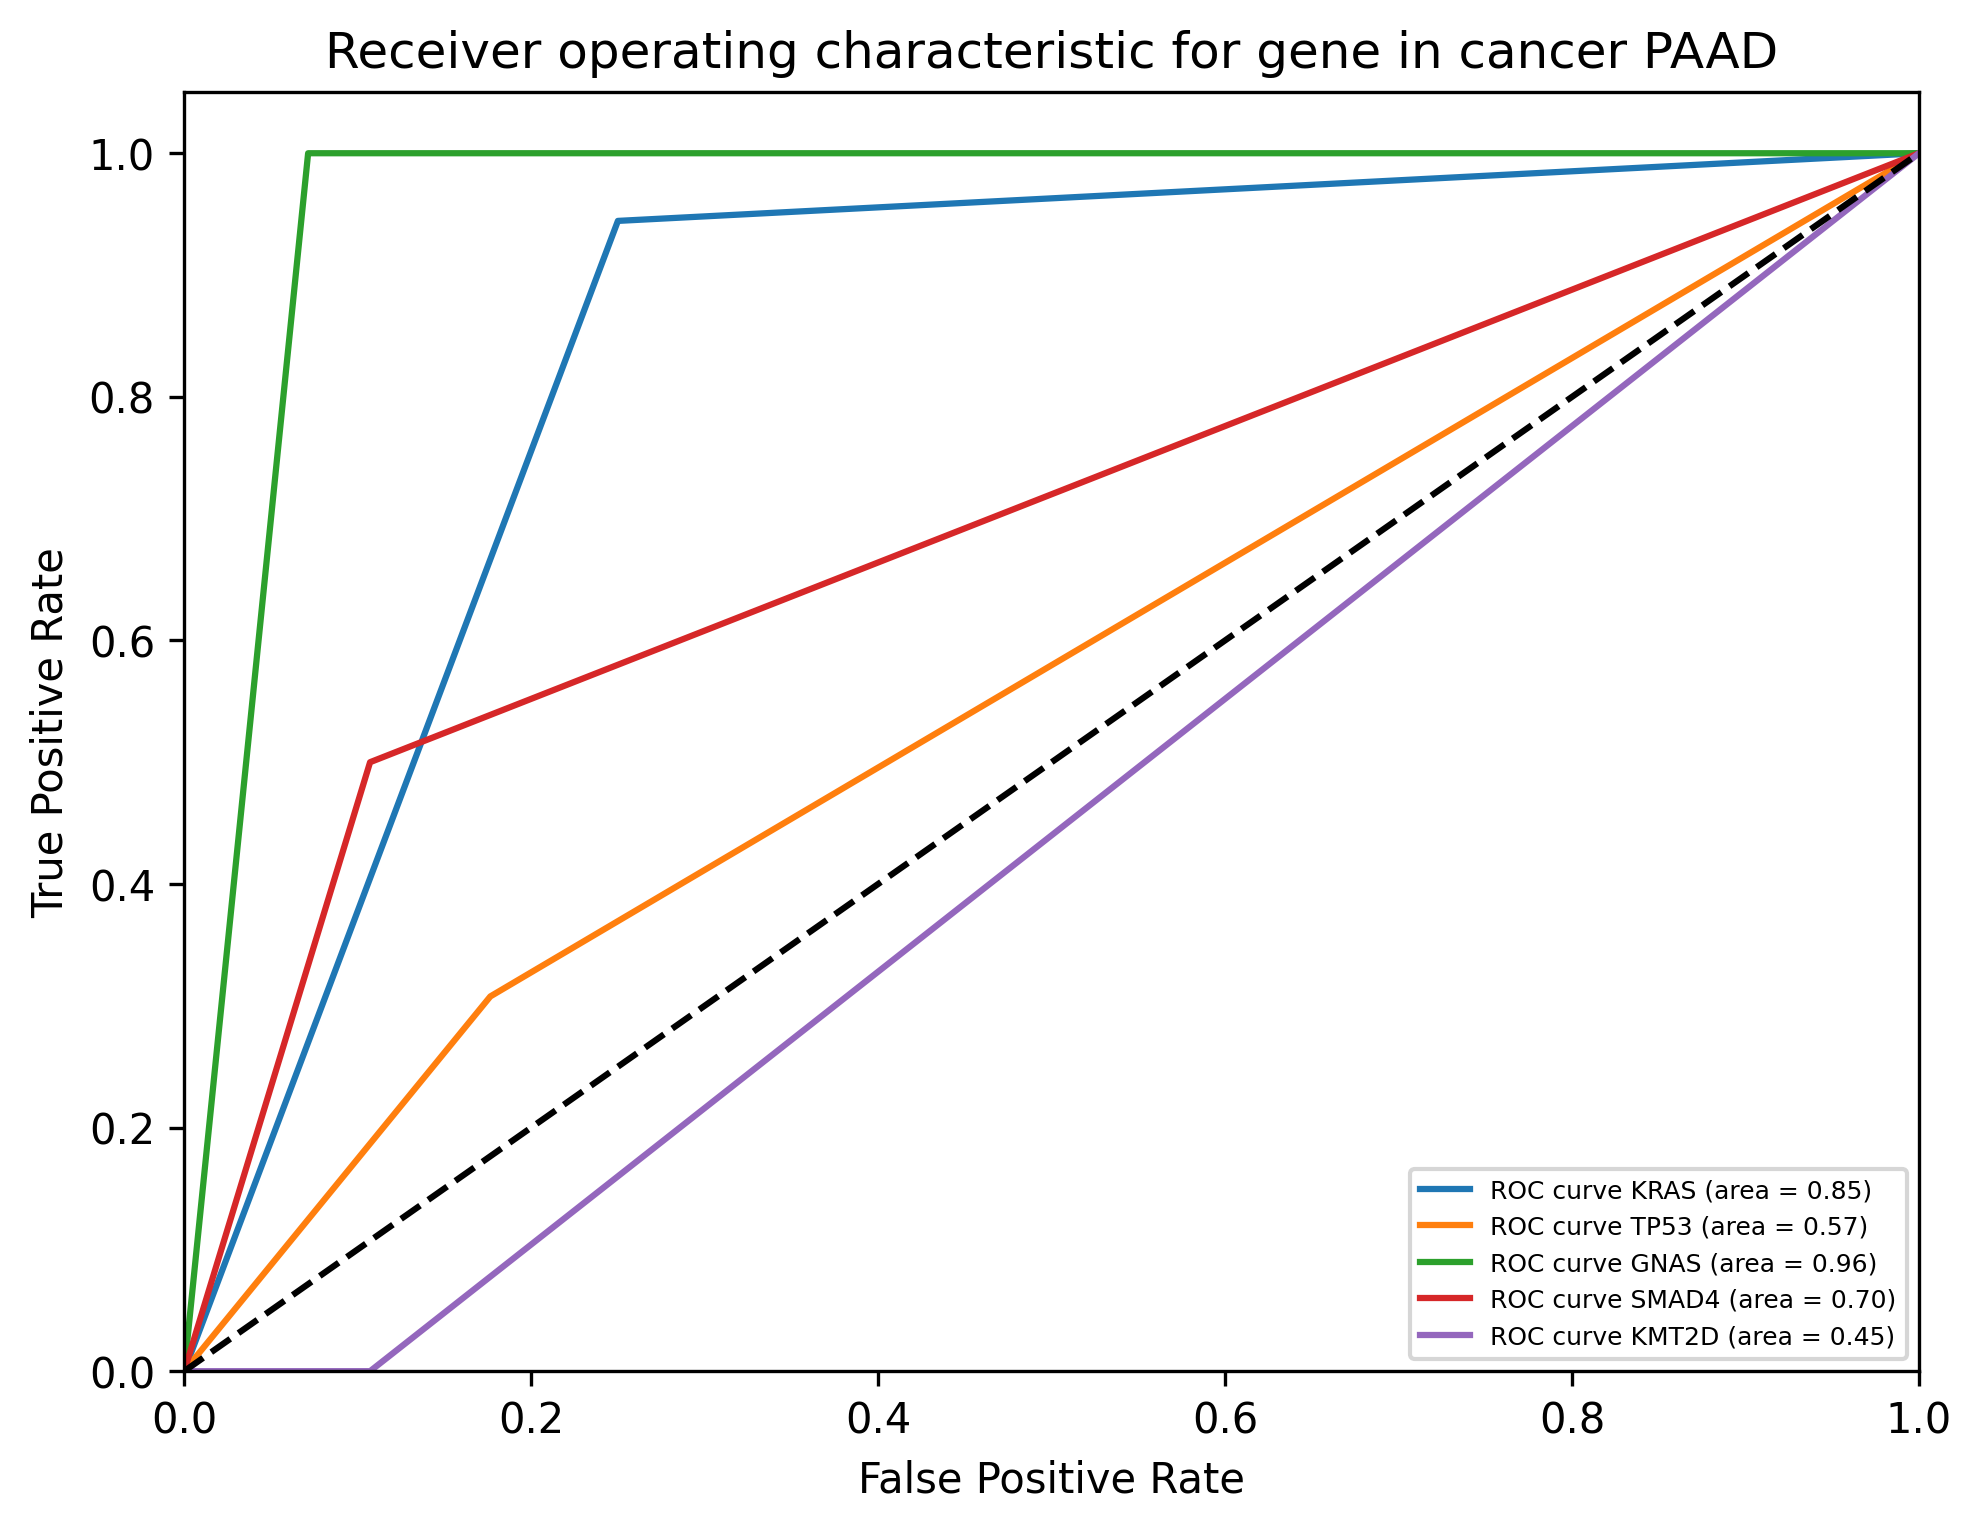 Receiver operating characteristic for gene in cancer PAAD
1.0
0.8
0.6
0.4
0.2
0.0
True Positive Rate
0.0 0.2 0.4 0.6 0.8 1.0
False Positive Rate
ROC curve KRAS (area = 0.85)
ROC curve TP53 (area = 0.57)
ROC curve GNAS (area = 0.96)
ROC curve SMAD4 (area = 0.70)
ROC curve KMT2D (area = 0.45)